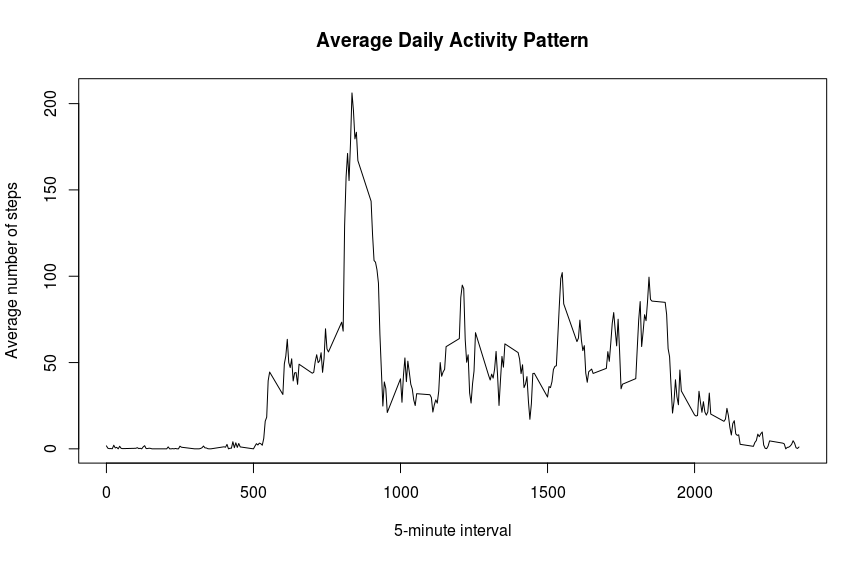 Average Daily Activity Pattern
Average number of steps
200
150
100
50
0
0 500 1000 1500 2000
5-minute interval